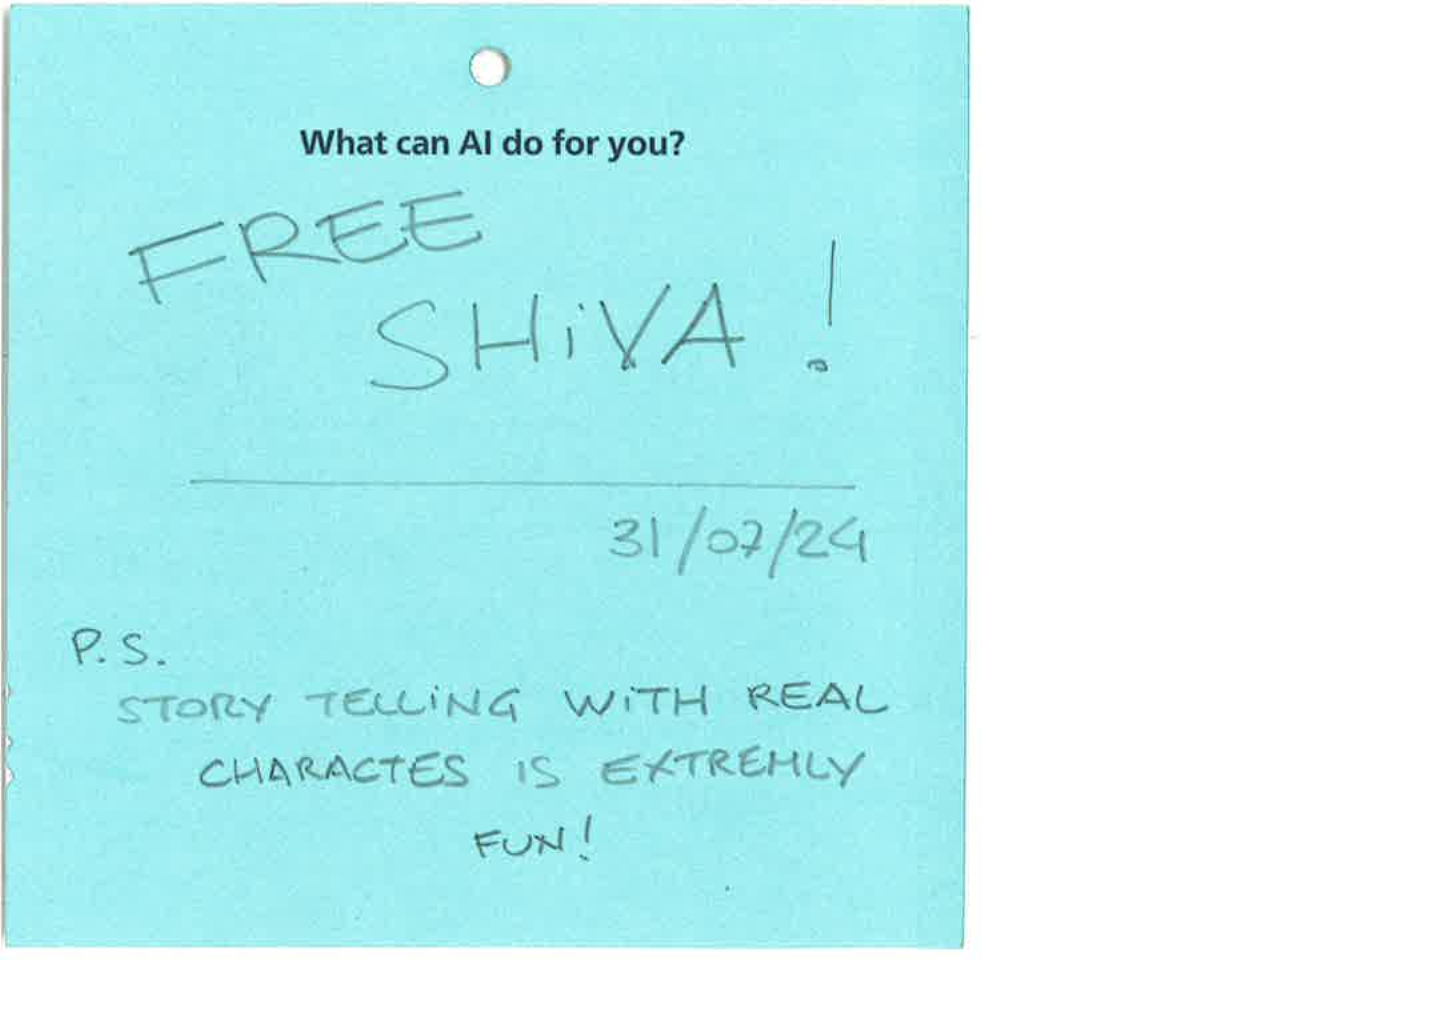 What can AI do for you?
FREE
SHiVA!
31/07/24
P.S.
STORY TELLiNG WiTH REAL
CHARACTES IS EXTREMLY
FUN!